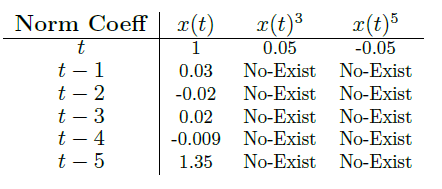 Norm Coeff x(t) x(t)³ x(t)⁵
t 1 0.05 -0.05
t − 1 0.03 No-Exist No-Exist
t − 2 -0.02 No-Exist No-Exist
t − 3 0.02 No-Exist No-Exist
t − 4 -0.009 No-Exist No-Exist
t − 5 1.35 No-Exist No-Exist